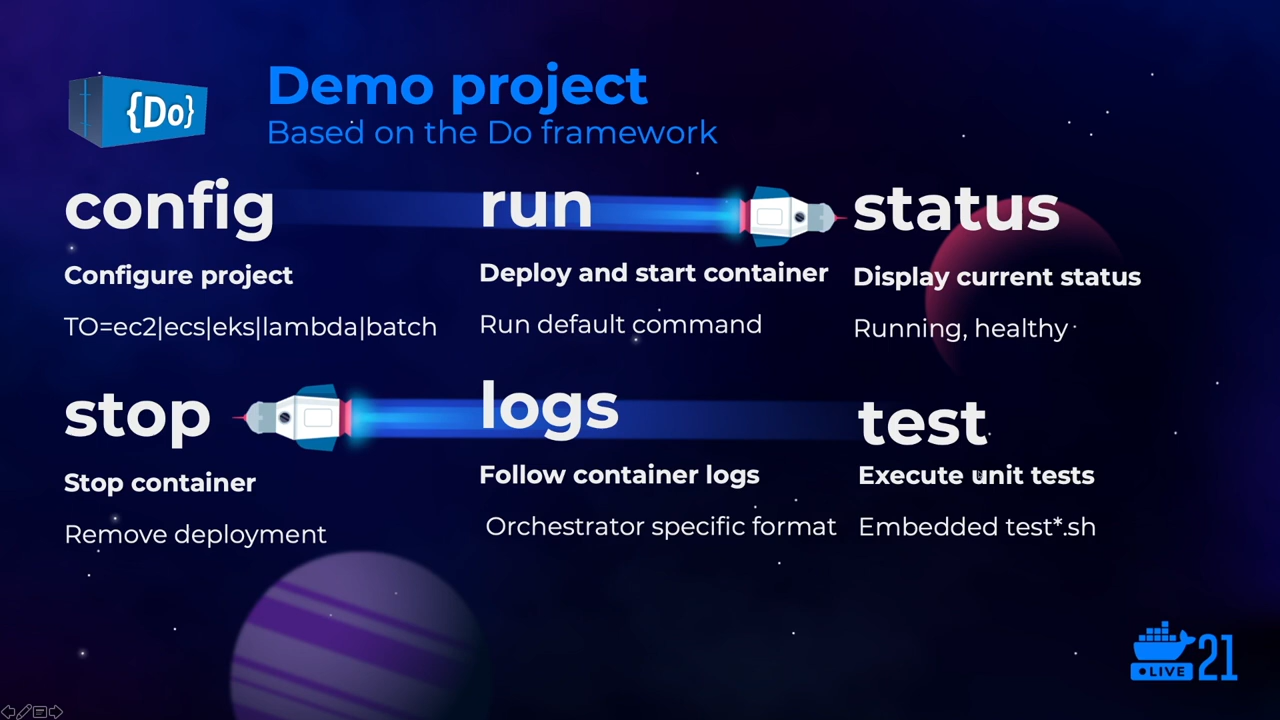 {Do}
Demo project
Based on the Do framework
config
Configure project
TO=ec2|ecs|eks|lambda|batch
run
Deploy and start container
Run default command
status
Display current status
Running, healthy
stop
Stop container
Remove deployment
logs
Follow container logs
Orchestrator specific format
test
Execute unit tests
Embedded test*.sh
LIVE 21